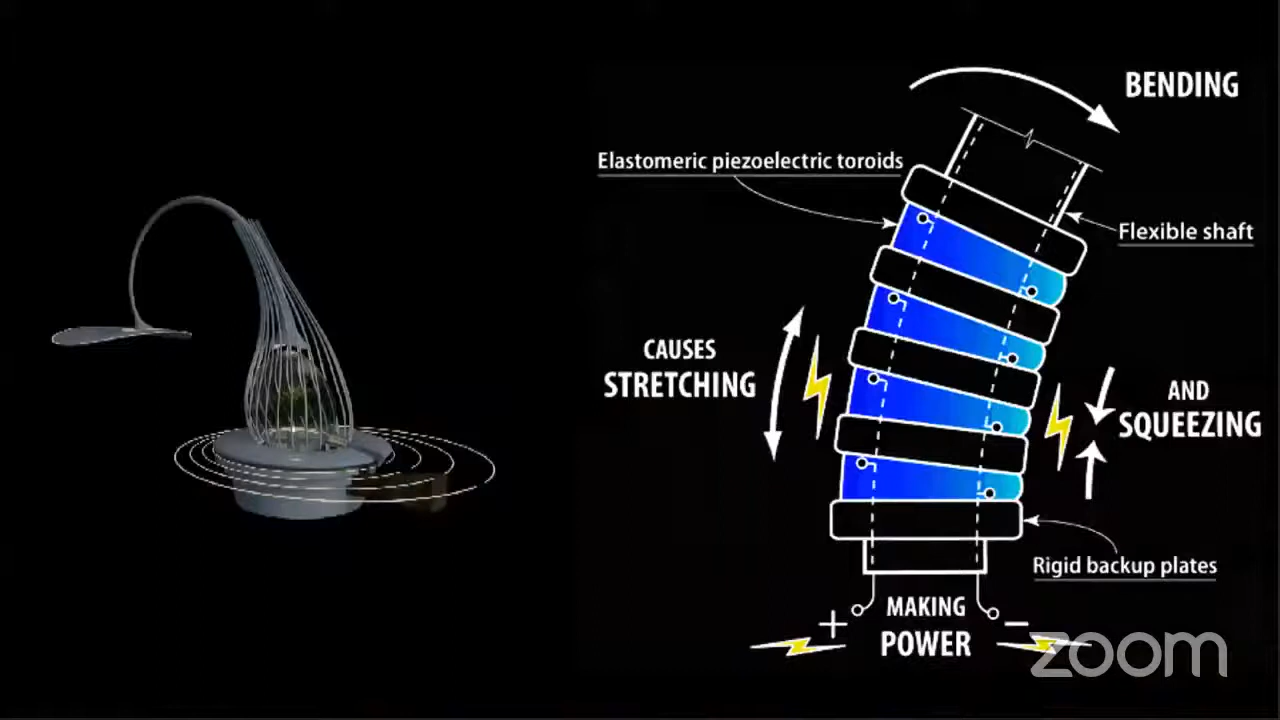 BENDING
Elastomeric piezoelectric toroids
Flexible shaft
CAUSES
STRETCHING
AND
SQUEEZING
Rigid backup plates
MAKING
+ POWER −
zoom